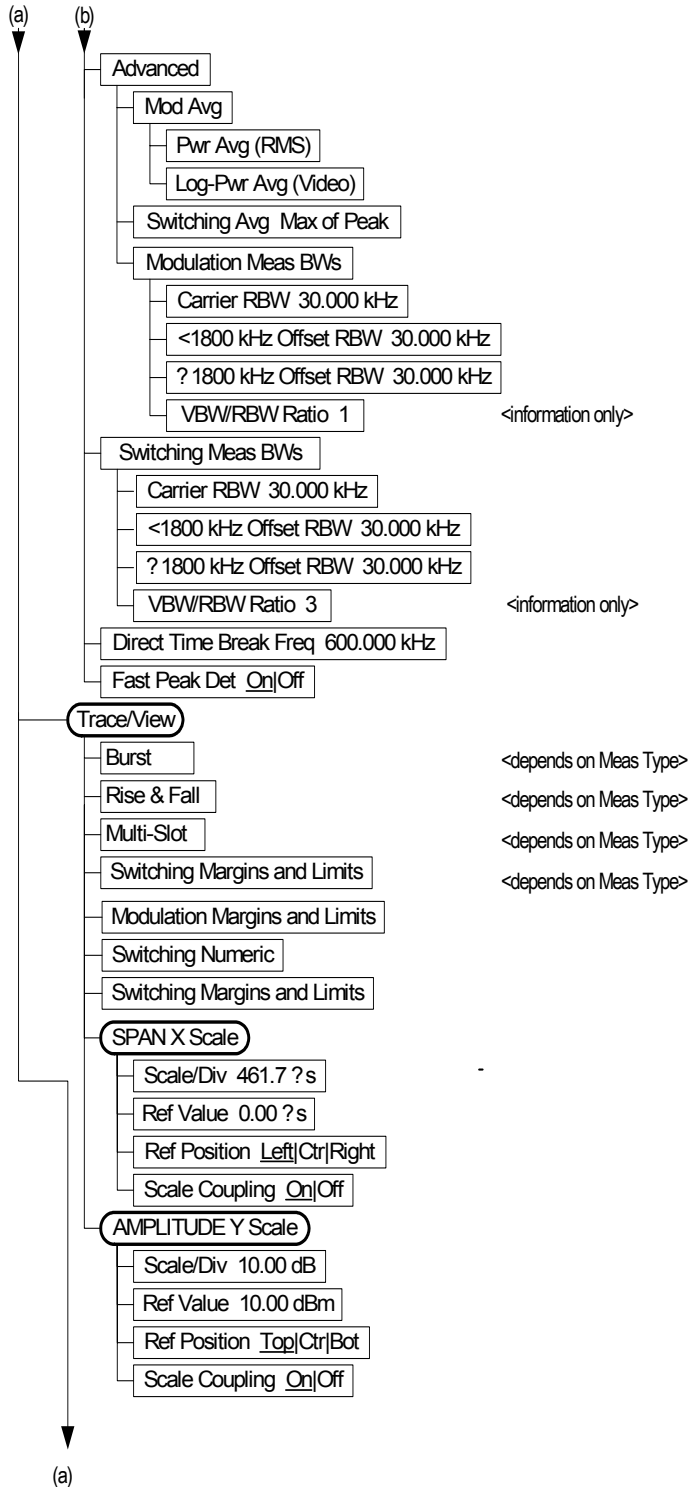 (a) (b)
Advanced
Mod Avg
Pwr Avg (RMS)
Log-Pwr Avg (Video)
Switching Avg Max of Peak
Modulation Meas BWs
Carrier RBW 30.000 kHz
<1800 kHz Offset RBW 30.000 kHz
? 1800 kHz Offset RBW 30.000 kHz
VBW/RBW Ratio 1 <information only>
Switching Meas BWs
Carrier RBW 30.000 kHz
<1800 kHz Offset RBW 30.000 kHz
? 1800 kHz Offset RBW 30.000 kHz
VBW/RBW Ratio 3 <information only>
Direct Time Break Freq 600.000 kHz
Fast Peak Det On|Off
Trace/View
Burst <depends on Meas Type>
Rise & Fall <depends on Meas Type>
Multi-Slot <depends on Meas Type>
Switching Margins and Limits <depends on Meas Type>
Modulation Margins and Limits
Switching Numeric
Switching Margins and Limits
SPAN X Scale
Scale/Div 461.7 ? s -
Ref Value 0.00 ? s
Ref Position Left|Ctr|Right
Scale Coupling On|Off
AMPLITUDE Y Scale
Scale/Div 10.00 dB
Ref Value 10.00 dBm
Ref Position Top|Ctr|Bot
Scale Coupling On|Off
(a)